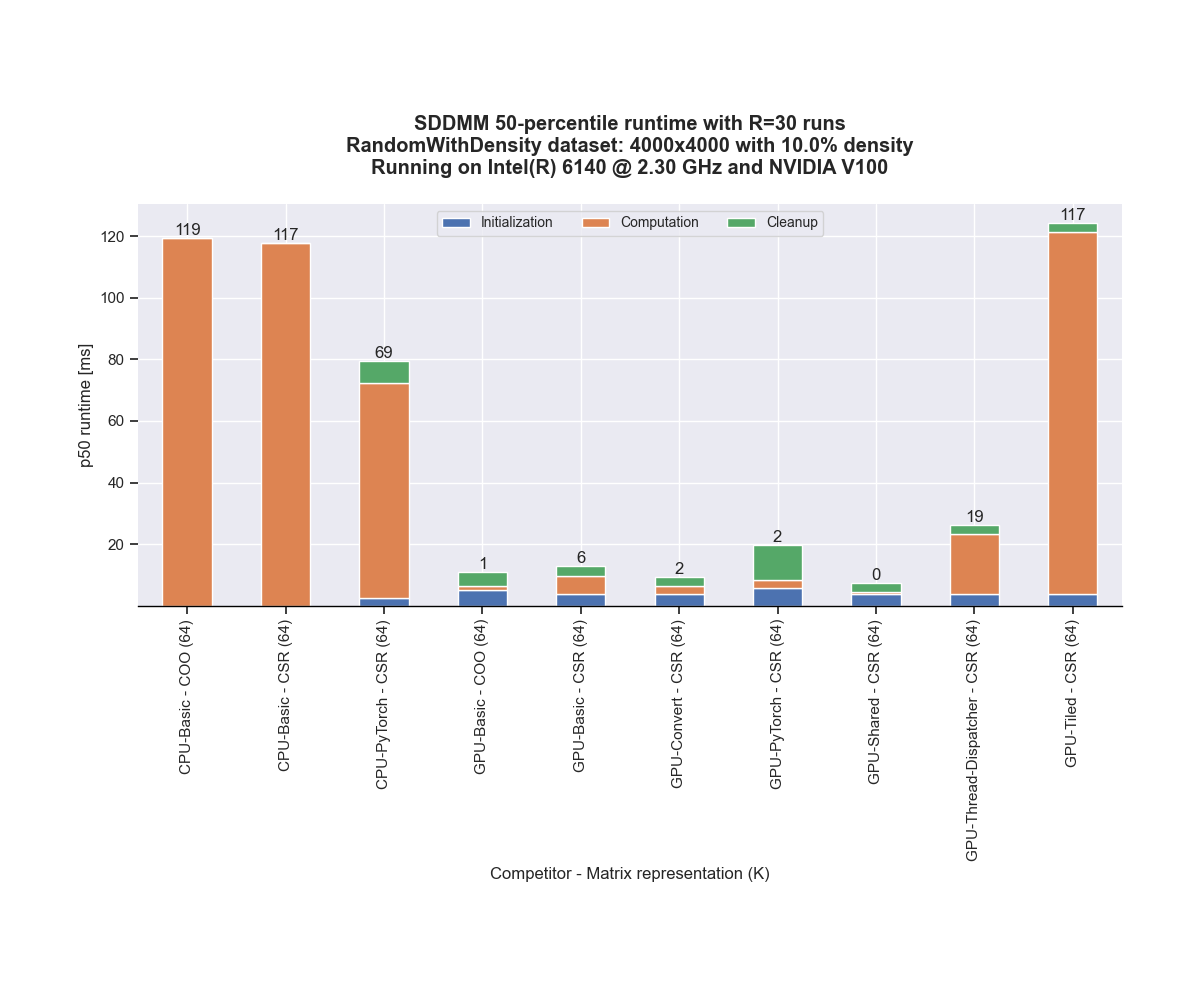 SDDMM 50-percentile runtime with R=30 runs
RandomWithDensity dataset: 4000x4000 with 10.0% density
Running on Intel(R) 6140 @ 2.30 GHz and NVIDIA V100
Initialization Computation Cleanup
119
117
69
1
6
2
2
0
19
117
120
100
80
60
40
20
p50 runtime [ms]
CPU-Basic - COO (64)
CPU-Basic - CSR (64)
CPU-PyTorch - CSR (64)
GPU-Basic - COO (64)
GPU-Basic - CSR (64)
GPU-Convert - CSR (64)
GPU-PyTorch - CSR (64)
GPU-Shared - CSR (64)
GPU-Thread-Dispatcher - CSR (64)
GPU-Tiled - CSR (64)
Competitor - Matrix representation (K)